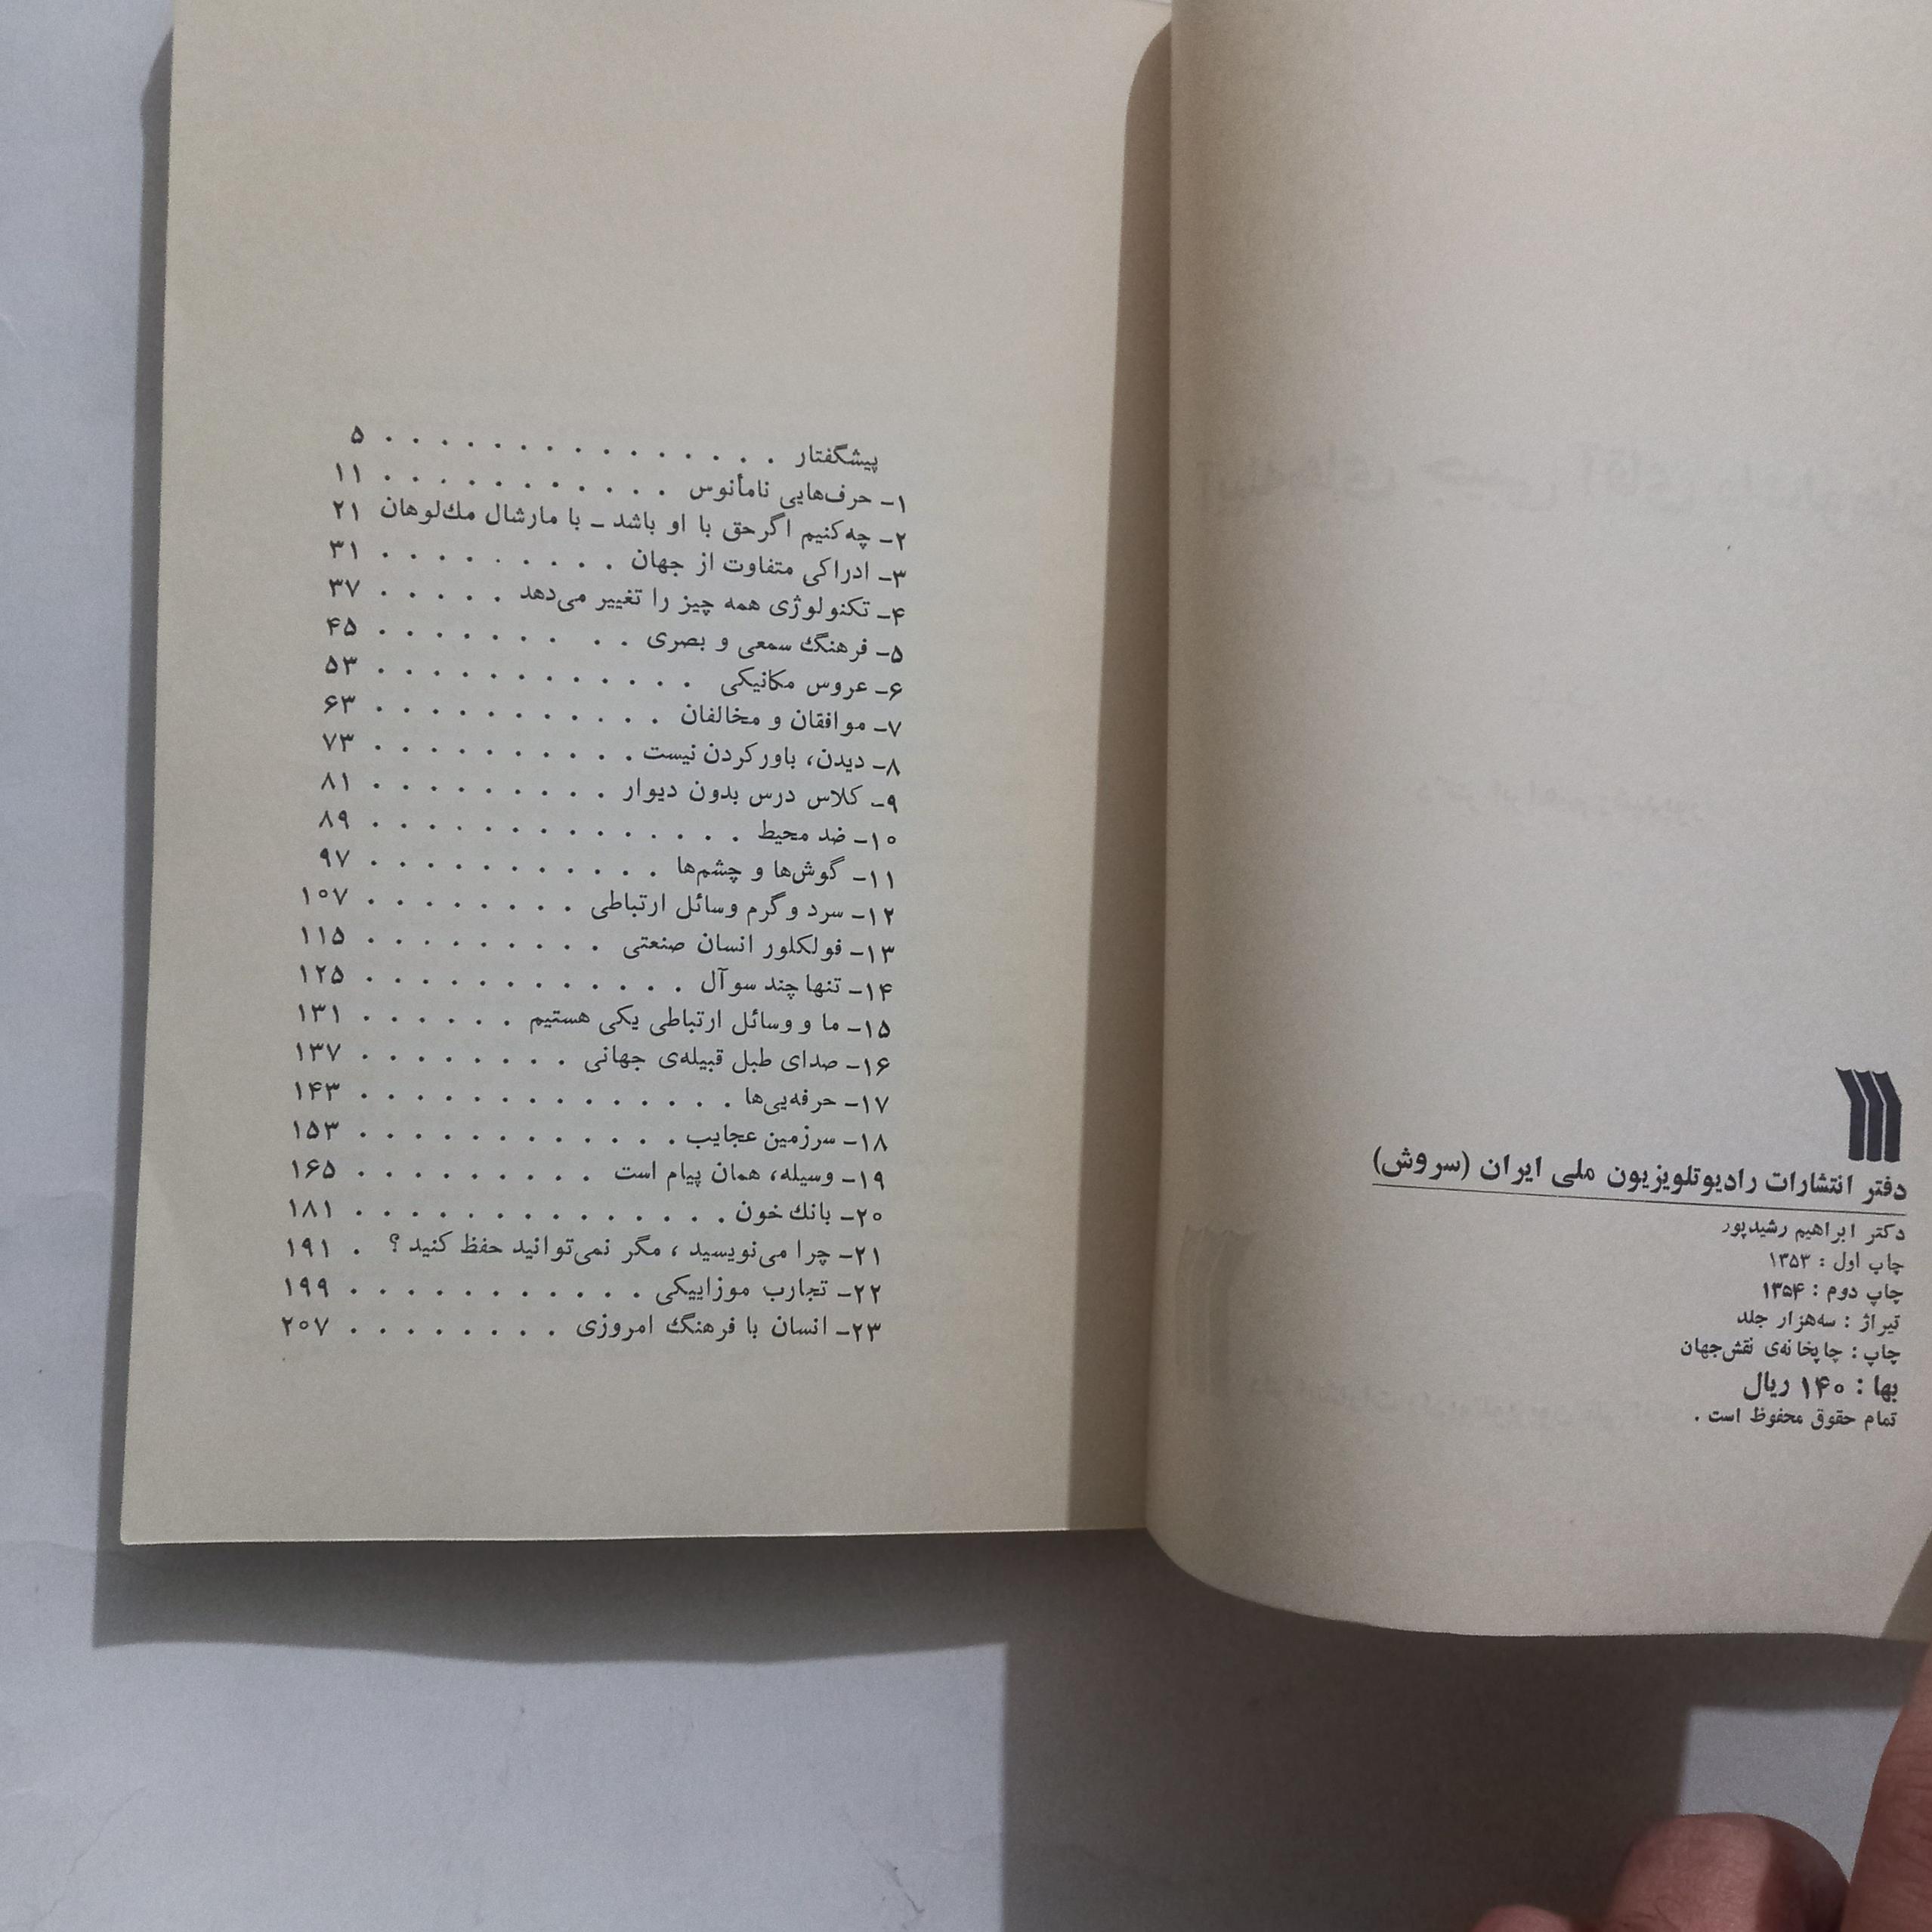 دفتر انتشارات رادیوتلویزیون ملی ایران (سروش)
دکتر ابراهیم رشیدپور
چاپ اول : ۱۳۵۳
چاپ دوم : ۱۳۵۴
تیراژ : سه‌هزار جلد
چاپ : چاپخانه‌ی نقش‌جهان
بها : ۱۴۰ ریال
تمام حقوق محفوظ است .
پیشگفتار . . . . . . . . . . . . . . . ۵
۱- حرف‌هایی نامأنوس . . . . . . . . . . . ۱۱
۲- چه‌کنیم اگرحق با او باشد ـ با مارشال مك‌لوهان ۲۱
۳- ادراکی متفاوت از جهان . . . . . . . . . ۳۱
۴- تکنولوژی همه چیز را تغییر می‌دهد . . . . . ۳۷
۵- فرهنگ سمعی و بصری . . . . . . . . . ۴۵
۶- عروس مکانیکی . . . . . . . . . . . . ۵۳
۷- موافقان و مخالفان . . . . . . . . . . . ۶۳
۸- دیدن، باورکردن نیست . . . . . . . . . . ۷۳
۹- کلاس درس بدون دیوار . . . . . . . . . ۸۱
۱۰- ضد محیط . . . . . . . . . . . . . . ۸۹
۱۱- گوش‌ها و چشم‌ها . . . . . . . . . . . ۹۷
۱۲- سرد و گرم وسائل ارتباطی . . . . . . . . ۱۰۷
۱۳- فولکلور انسان صنعتی . . . . . . . . . ۱۱۵
۱۴- تنها چند سوآل . . . . . . . . . . . . ۱۲۵
۱۵- ما و وسائل ارتباطی یکی هستیم . . . . . . ۱۳۱
۱۶- صدای طبل قبیله‌ی جهانی . . . . . . . . ۱۳۷
۱۷- حرفه‌یی‌ها . . . . . . . . . . . . . . ۱۴۳
۱۸- سرزمین عجایب . . . . . . . . . . . . ۱۵۳
۱۹- وسیله، همان پیام است . . . . . . . . . ۱۶۵
۲۰- بانك خون . . . . . . . . . . . . . . ۱۸۱
۲۱- چرا می‌نویسید ، مگر نمی‌توانید حفظ کنید ؟ . ۱۹۱
۲۲- تجارب موزاییکی . . . . . . . . . . . ۱۹۹
۲۳- انسان با فرهنگ امروزی . . . . . . . . ۲۰۷